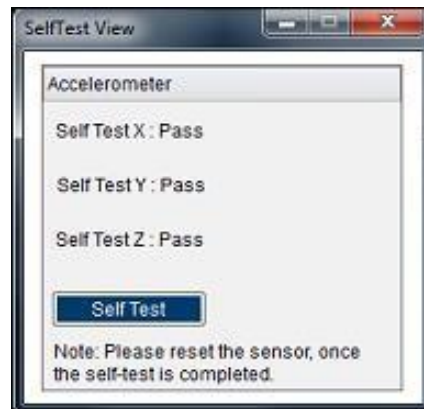 SelfTest View
Accelerometer
Self Test X : Pass
Self Test Y : Pass
Self Test Z : Pass
Self Test
Note: Please reset the sensor, once
the self-test is completed.